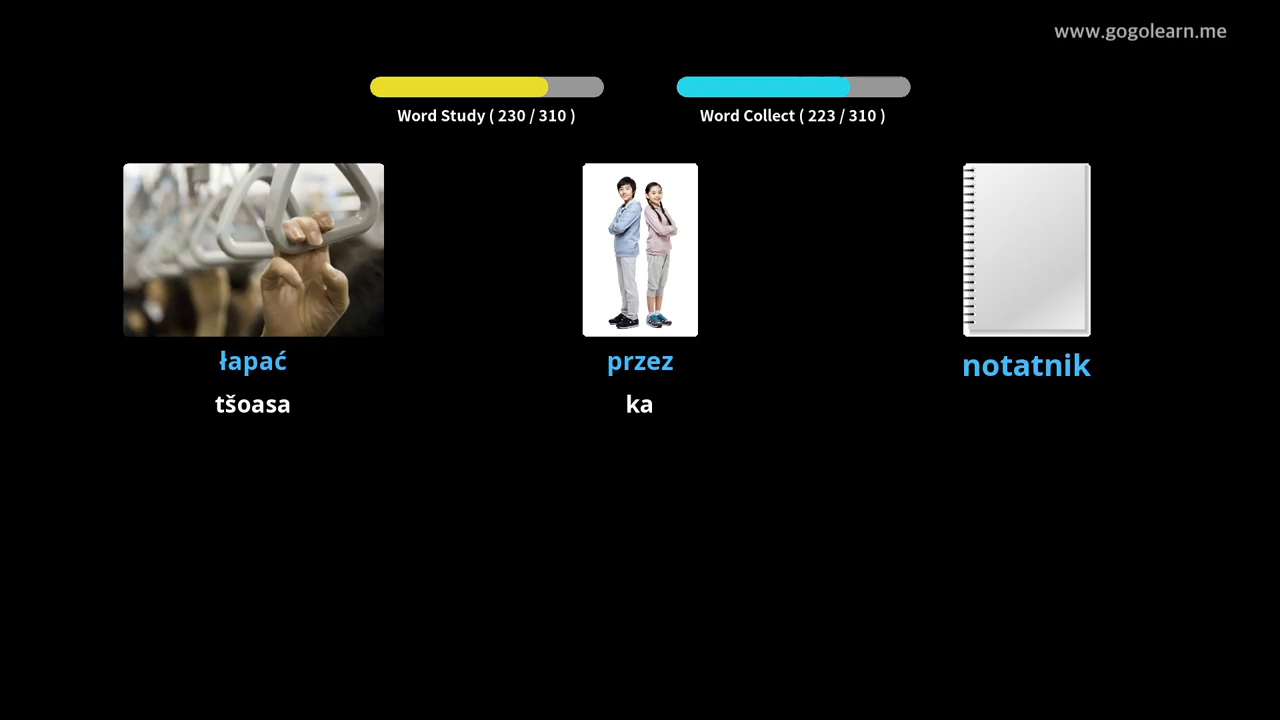 www.gogolearn.me
Word Study ( 230 / 310 )
Word Collect ( 223 / 310 )
łapać
przez
notatnik
tšoasa
ka